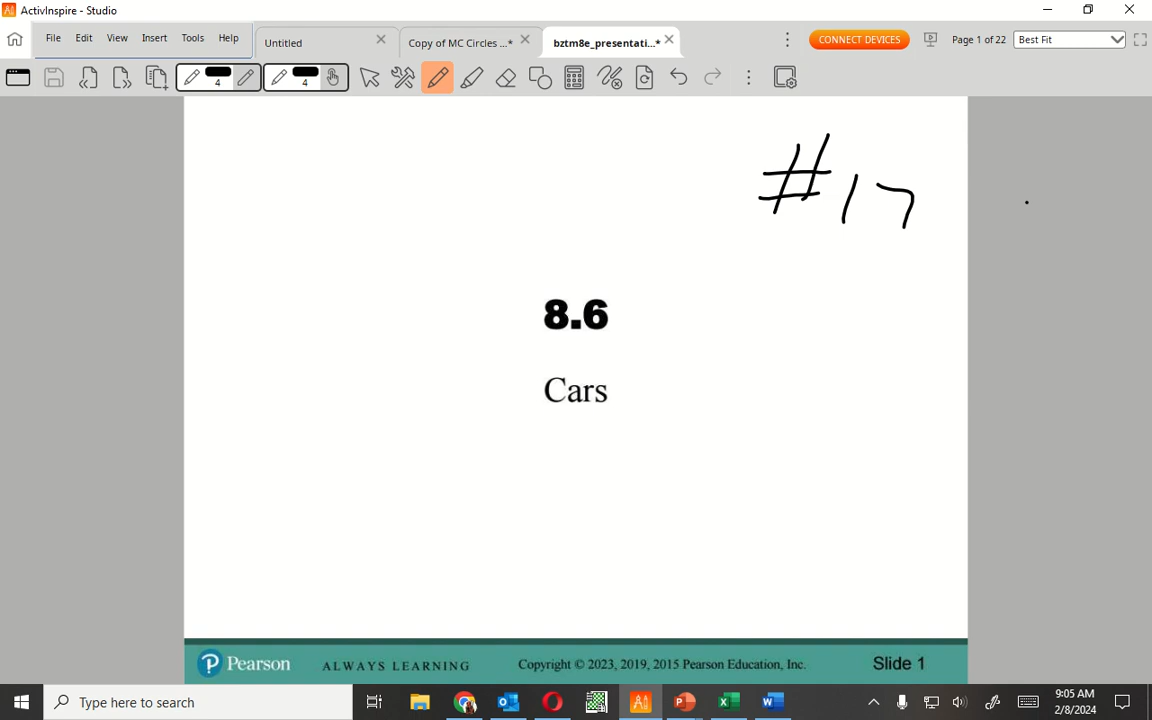 ActivInspire - Studio
File Edit View Insert Tools Help
Untitled
Copy of MC Circles ...*
bztm8e_presentati...*
CONNECT DEVICES
Page 1 of 22
Best Fit
4
4
#17
8.6
Cars
Pearson
ALWAYS LEARNING
Copyright © 2023, 2019, 2015 Pearson Education, Inc.
Slide 1
Type here to search
9:05 AM
2/8/2024